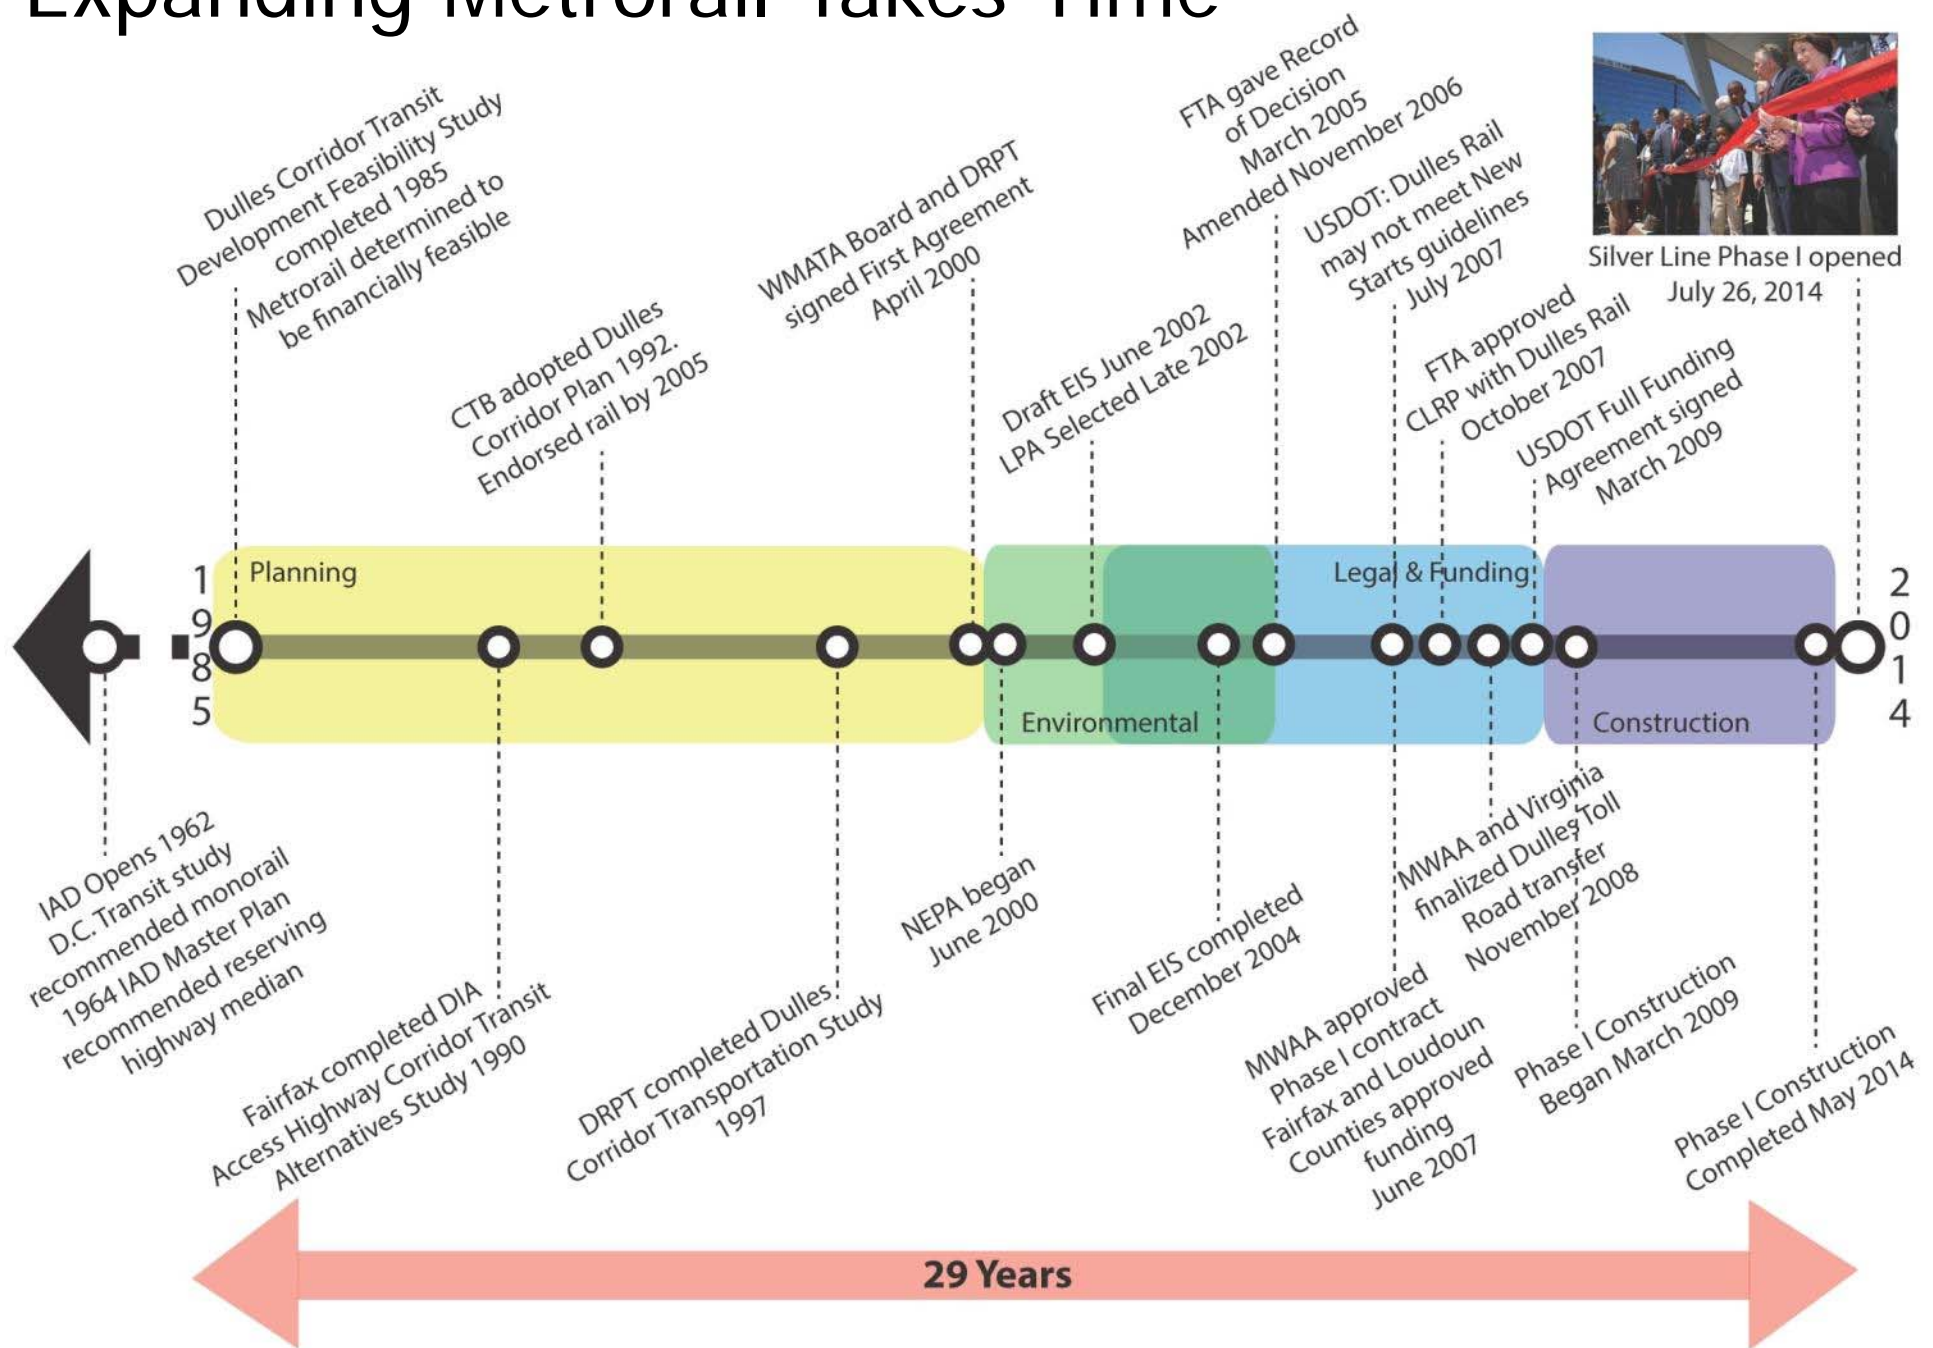 Expanding Metrorail Takes Time
Dulles Corridor Transit
Development Feasibility Study
completed 1985
Metrorail determined to
be financially feasible
CTB adopted Dulles
Corridor Plan 1992.
Endorsed rail by 2005
WMATA Board and DRPT
signed First Agreement
April 2000
Draft EIS June 2002
LPA Selected Late 2002
FTA gave Record
of Decision
March 2005
Amended November 2006
USDOT: Dulles Rail
may not meet New
Starts guidelines
July 2007
FTA approved
CLRP with Dulles Rail
October 2007
USDOT Full Funding
Agreement signed
March 2009
Silver Line Phase I opened
July 26, 2014
1985
Planning
Environmental
Legal & Funding
Construction
2014
IAD Opens 1962
D.C. Transit study
recommended monorail
1964 IAD Master Plan
recommended reserving
highway median
Fairfax completed DIA
Access Highway Corridor Transit
Alternatives Study 1990
DRPT completed Dulles
Corridor Transportation Study
1997
NEPA began
June 2000
Final EIS completed
December 2004
MWAA approved
Phase I contract
Fairfax and Loudoun
Counties approved
funding
June 2007
MWAA and Virginia
finalized Dulles Toll
Road transfer
November 2008
Phase I Construction
Began March 2009
Phase I Construction
Completed May 2014
29 Years